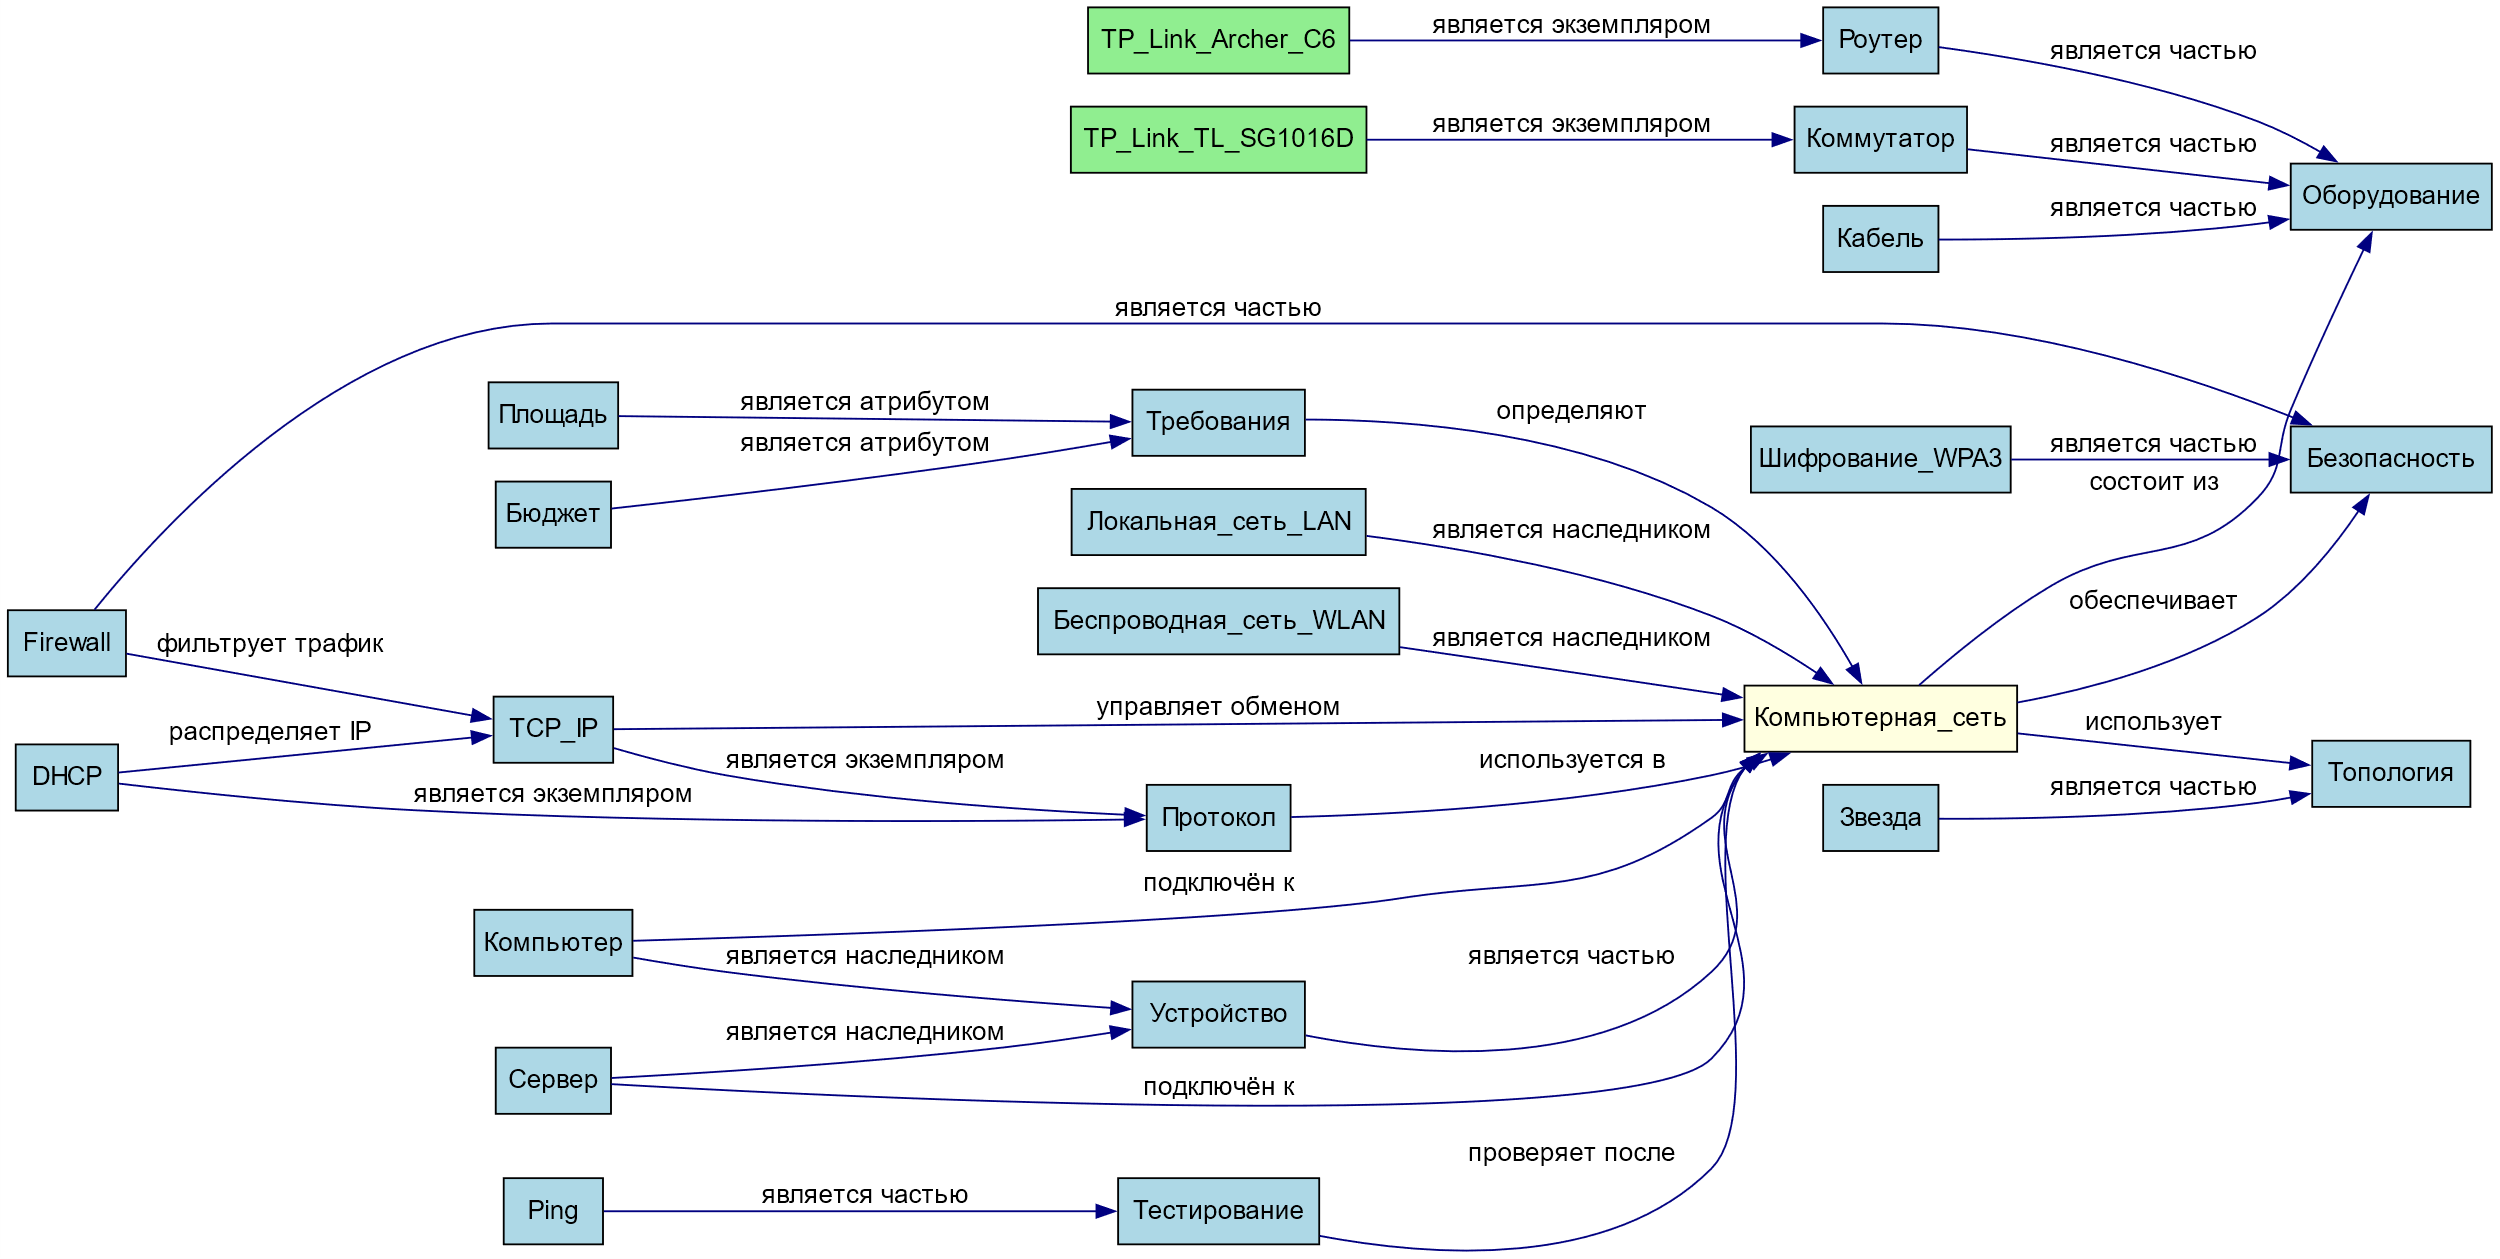 TP_Link_Archer_C6
является экземпляром
Роутер
является частью
TP_Link_TL_SG1016D
является экземпляром
Коммутатор
является частью
Оборудование
Кабель
является частью
является частью
Площадь
является атрибутом
Требования
определяют
Бюджет
является атрибутом
Шифрование_WPA3
является частью
Безопасность
состоит из
Локальная_сеть_LAN
является наследником
Беспроводная_сеть_WLAN
является наследником
обеспечивает
Firewall
фильтрует трафик
распределяет IP
TCP_IP
управляет обменом
Компьютерная_сеть
использует
DHCP
является экземпляром
является экземпляром
Протокол
используется в
Топология
Звезда
является частью
подключён к
Компьютер
является наследником
является частью
Устройство
является наследником
Сервер
подключён к
проверяет после
Ping
является частью
Тестирование